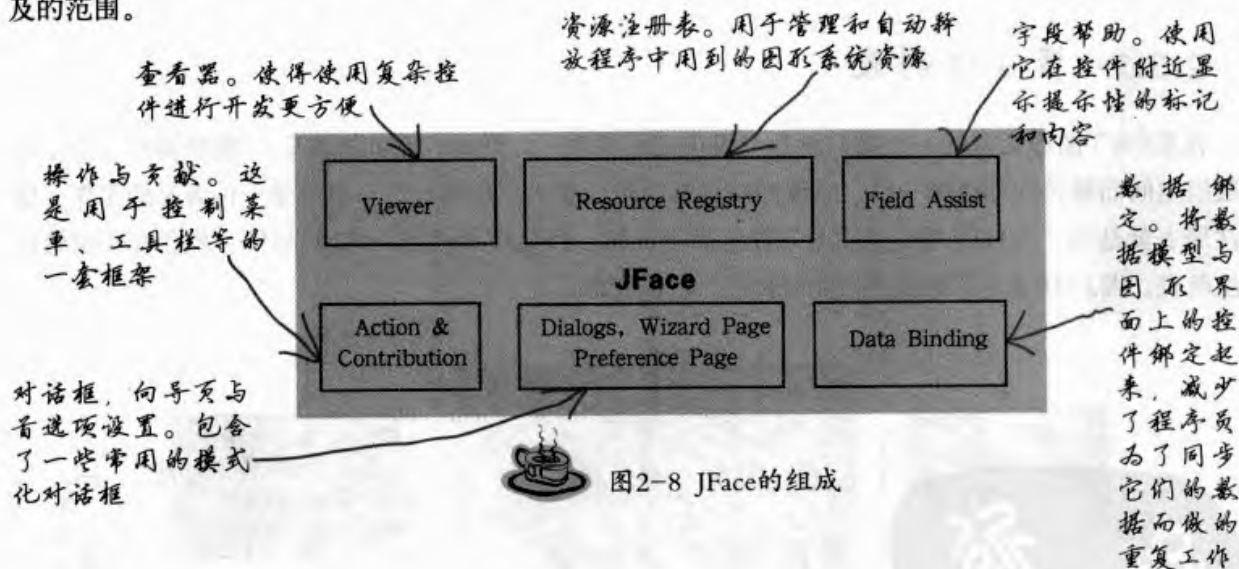 及的范围。
资源注册表。用于管理和自动释
放程序中用到的图形系统资源
字段帮助。使用
它在控件附近显
示提示性的标记
和内容
查看器。使得使用复杂控
件进行开发更方便
操作与贡献。这
是用于控制菜
单、工具栏等的
一套框架
Viewer
Resource Registry
Field Assist
数据绑
定。将数
据模型与
图形界
面上的控
件绑定起
来，减少
了程序员
为了同步
它们的数
据而做的
重复工作
JFace
Action &
Contribution
Dialogs, Wizard Page
Preference Page
Data Binding
对话框，向导页与
首选项设置。包含
了一些常用的模式
化对话框
图2-8 JFace的组成